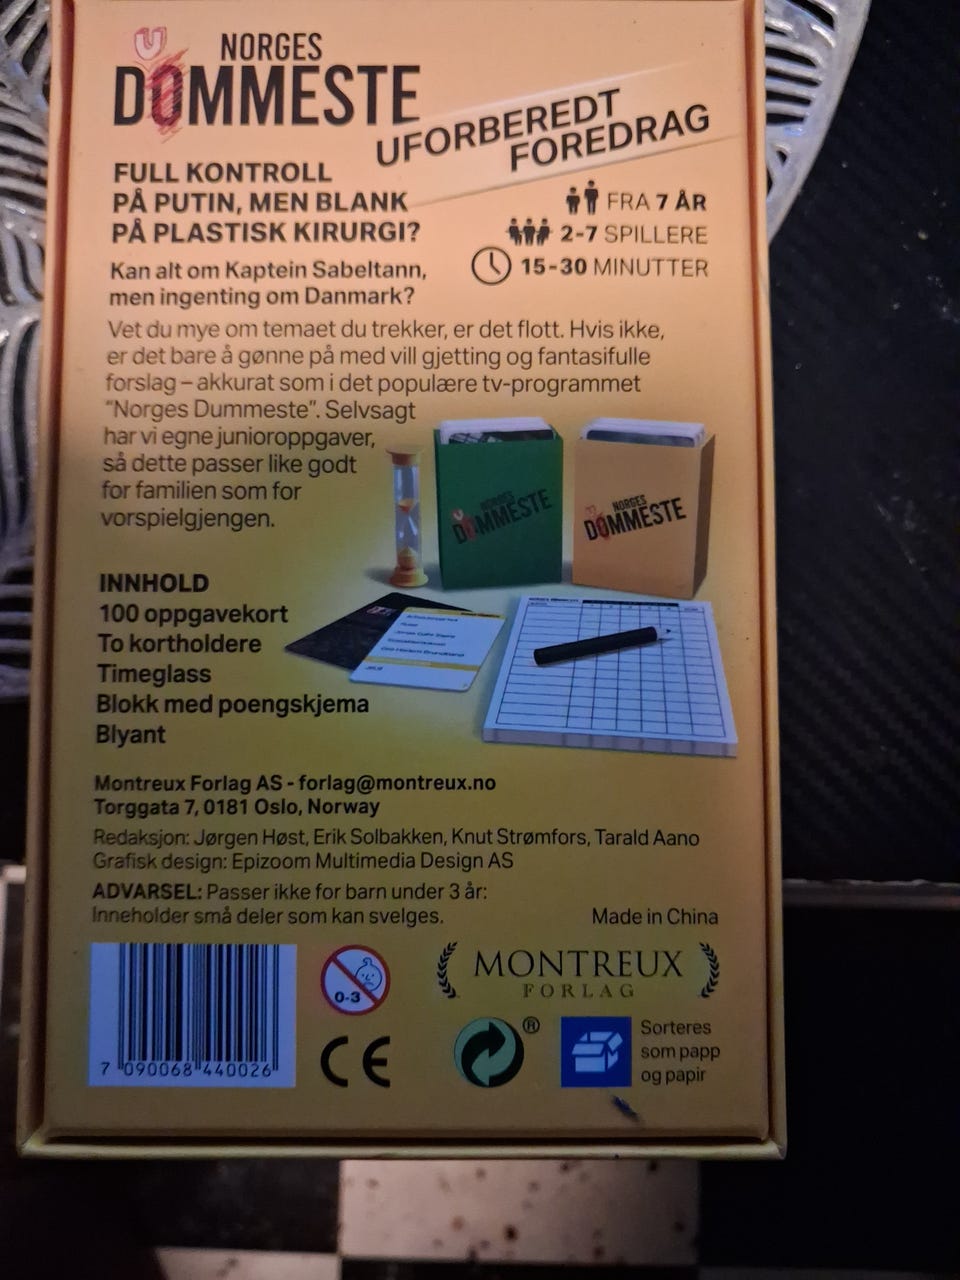 U
NORGES
DOMMESTE
UFORBEREDT
FOREDRAG
FULL KONTROLL
PÅ PUTIN, MEN BLANK
PÅ PLASTISK KIRURGI?
FRA 7 ÅR
2-7 SPILLERE
15-30 MINUTTER
Kan alt om Kaptein Sabeltann,
men ingenting om Danmark?
Vet du mye om temaet du trekker, er det flott. Hvis ikke,
er det bare å gønne på med vill gjetting og fantasifulle
forslag – akkurat som i det populære tv-programmet
"Norges Dummeste". Selvsagt
har vi egne junioroppgaver,
så dette passer like godt
for familien som for
vorspielgjengen.
U
NORGES
DOMMESTE
U
NORGES
DOMMESTE
INNHOLD
100 oppgavekort
To kortholdere
Timeglass
Blokk med poengskjema
Blyant
Montreux Forlag AS - forlag@montreux.no
Torggata 7, 0181 Oslo, Norway
Redaksjon: Jørgen Høst, Erik Solbakken, Knut Strømfors, Tarald Aano
Grafisk design: Epizoom Multimedia Design AS
ADVARSEL: Passer ikke for barn under 3 år:
Inneholder små deler som kan svelges.
Made in China
7 090068 440026
0-3
CE
MONTREUX
FORLAG
®
Sorteres
som papp
og papir